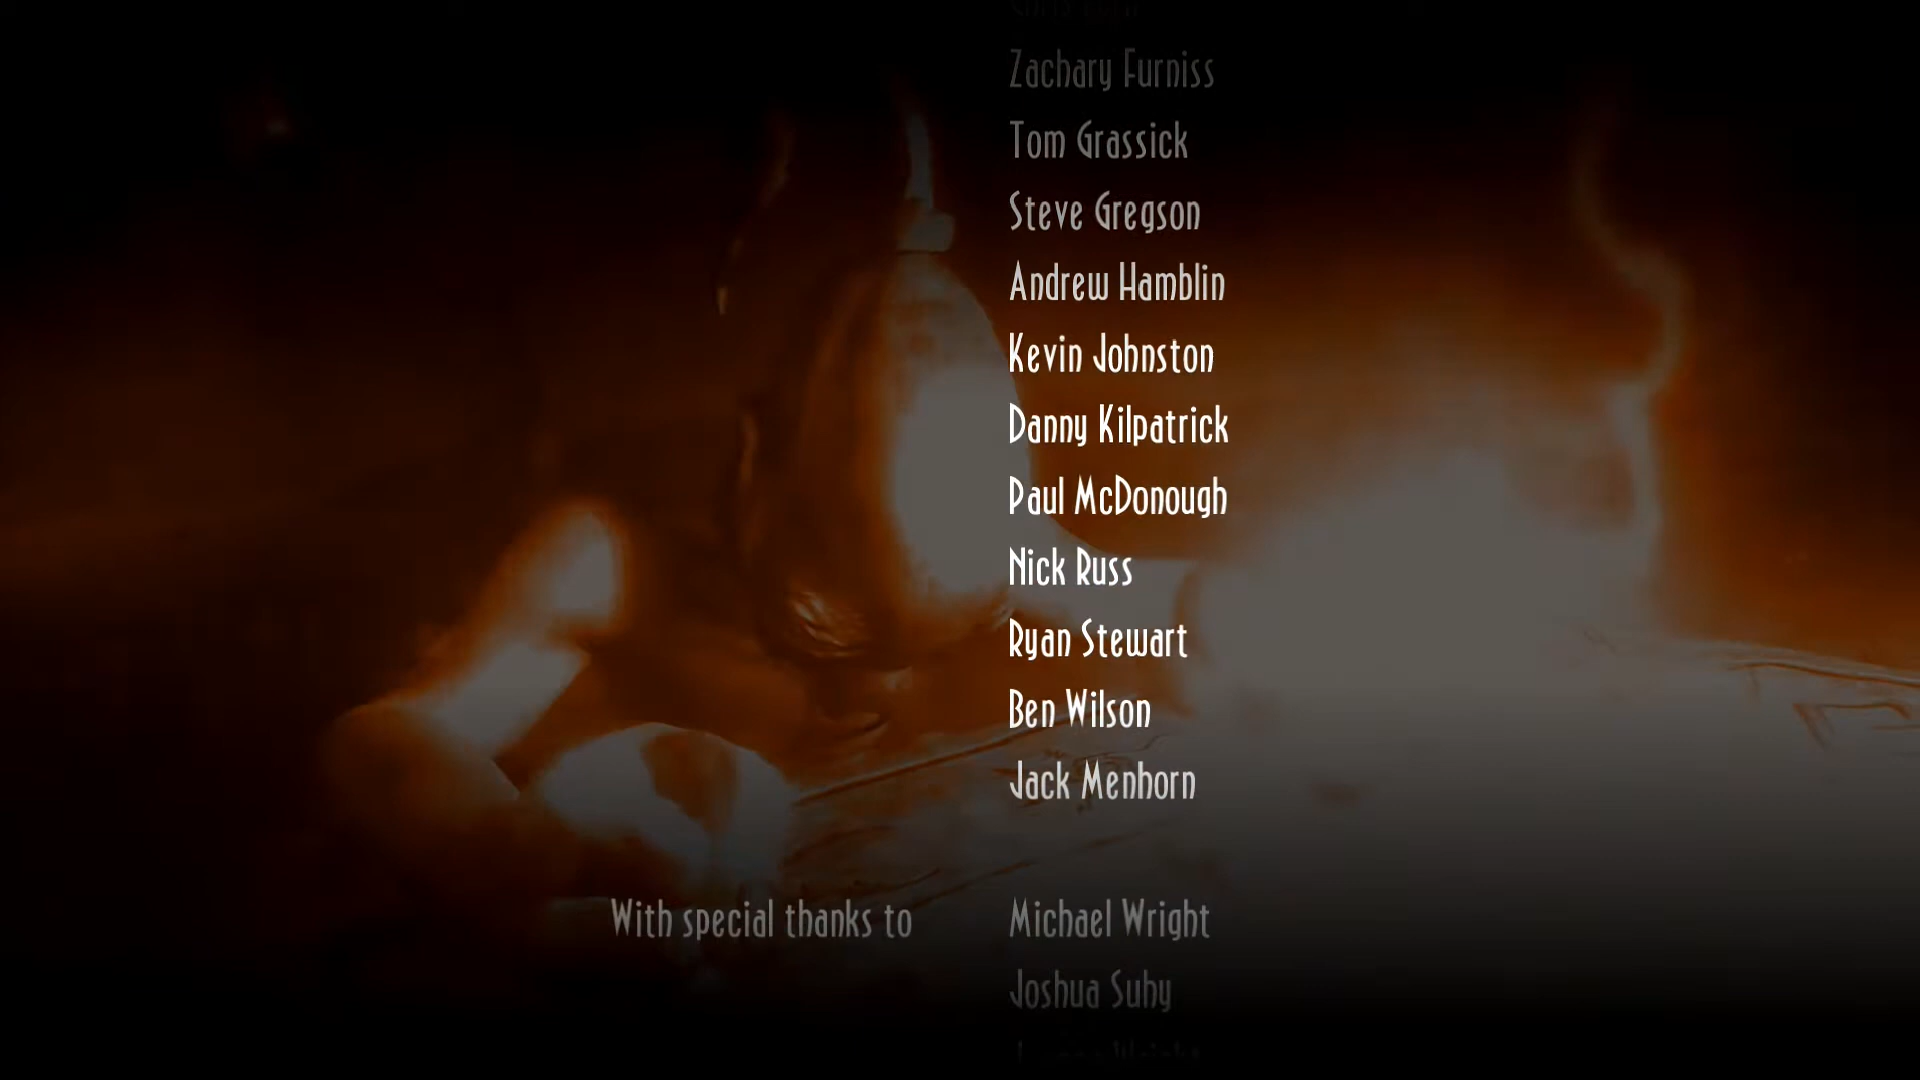 Zachary Furniss
Tom Grassick
Steve Gregson
Andrew Hamblin
Kevin Johnston
Danny Kilpatrick
Paul McDonough
Nick Russ
Ryan Stewart
Ben Wilson
Jack Menhorn
With special thanks to Michael Wright
Joshua Suhy